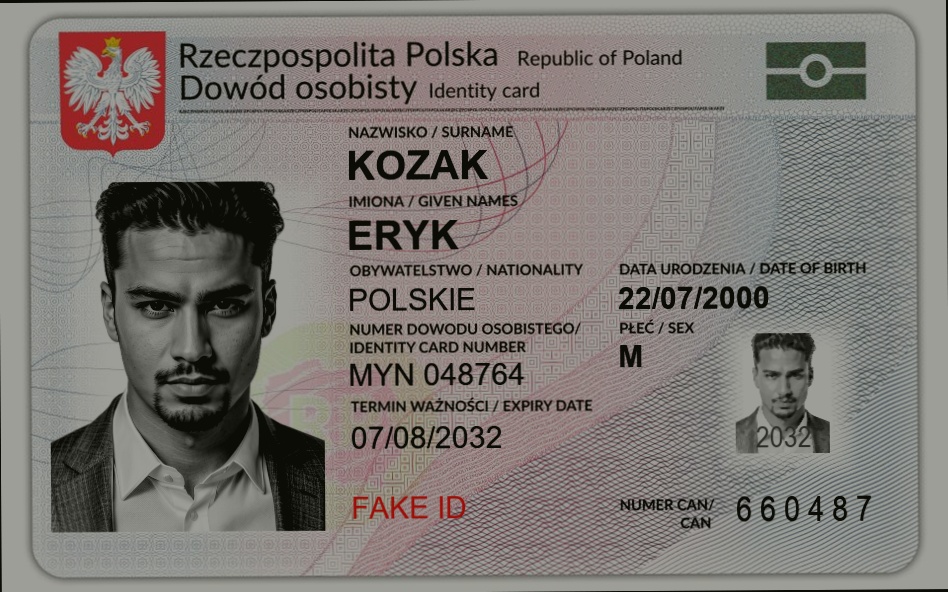 Rzeczpospolita Polska Republic of Poland
Dowód osobisty Identity card
NAZWISKO / SURNAME
KOZAK
IMIONA / GIVEN NAMES
ERYK
OBYWATELSTWO / NATIONALITY
POLSKIE
DATA URODZENIA / DATE OF BIRTH
22/07/2000
NUMER DOWODU OSOBISTEGO/
IDENTITY CARD NUMBER
MYN 048764
PŁEĆ / SEX
M
TERMIN WAŻNOŚCI / EXPIRY DATE
07/08/2032
2032
FAKE ID
NUMER CAN/
CAN
660487